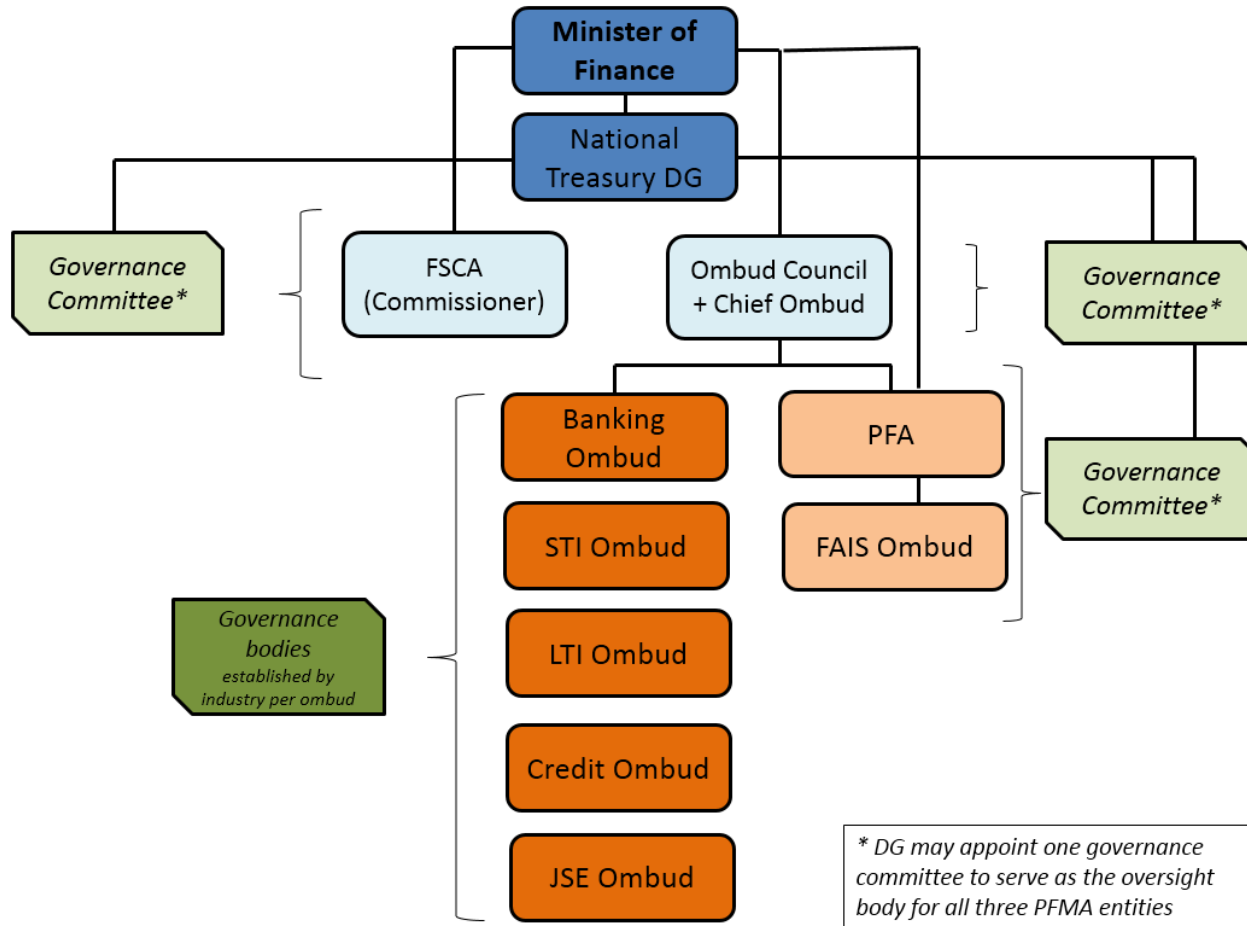 Minister of
Finance
National
Treasury DG
Governance
Committee*
FSCA
(Commissioner)
Ombud Council
+ Chief Ombud
Governance
Committee*
Banking
Ombud
PFA
Governance
Committee*
STI Ombud
FAIS Ombud
Governance
bodies
established by
industry per ombud
LTI Ombud
Credit Ombud
JSE Ombud
* DG may appoint one governance
committee to serve as the oversight
body for all three PFMA entities